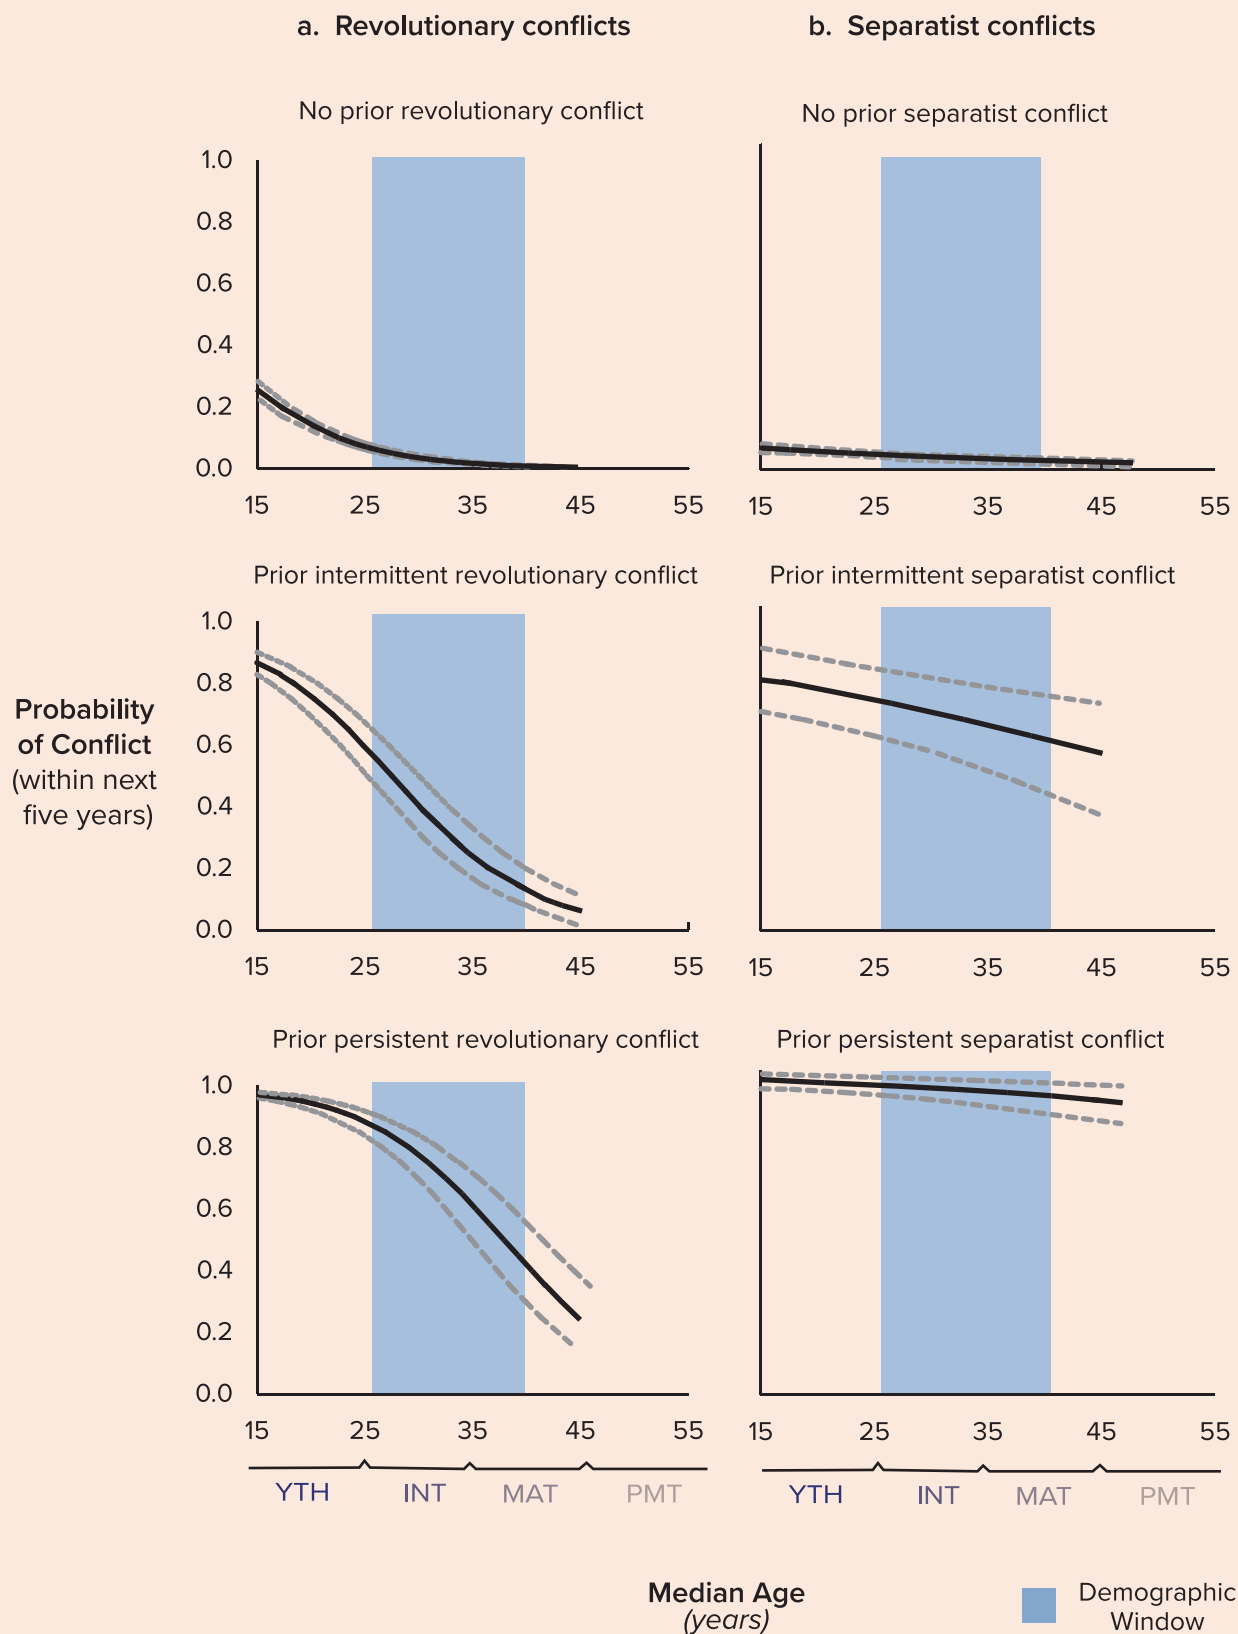 a. Revolutionary conflicts
b. Separatist conflicts
No prior revolutionary conflict
No prior separatist conflict
1.0
0.8
0.6
0.4
0.2
0.0
15 25 35 45 55
15 25 35 45 55
Prior intermittent revolutionary conflict
Prior intermittent separatist conflict
1.0
0.8
0.6
0.4
0.2
0.0
Probability
of Conflict
(within next
five years)
15 25 35 45 55
15 25 35 45 55
Prior persistent revolutionary conflict
Prior persistent separatist conflict
1.0
0.8
0.6
0.4
0.2
0.0
15 25 35 45 55
15 25 35 45 55
YTH INT MAT PMT
YTH INT MAT PMT
Median Age
(years)
Demographic
Window